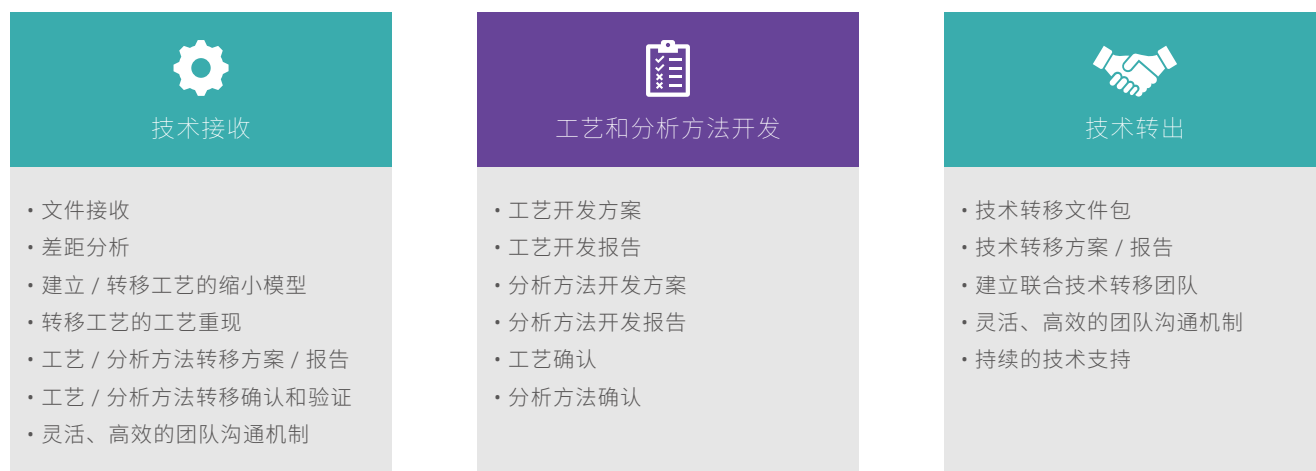 技术接收
• 文件接收
• 差距分析
• 建立 / 转移工艺的缩小模型
• 转移工艺的工艺重现
• 工艺 / 分析方法转移方案 / 报告
• 工艺 / 分析方法转移确认和验证
• 灵活、高效的团队沟通机制
工艺和分析方法开发
• 工艺开发方案
• 工艺开发报告
• 分析方法开发方案
• 分析方法开发报告
• 工艺确认
• 分析方法确认
技术转出
• 技术转移文件包
• 技术转移方案 / 报告
• 建立联合技术转移团队
• 灵活、高效的团队沟通机制
• 持续的技术支持